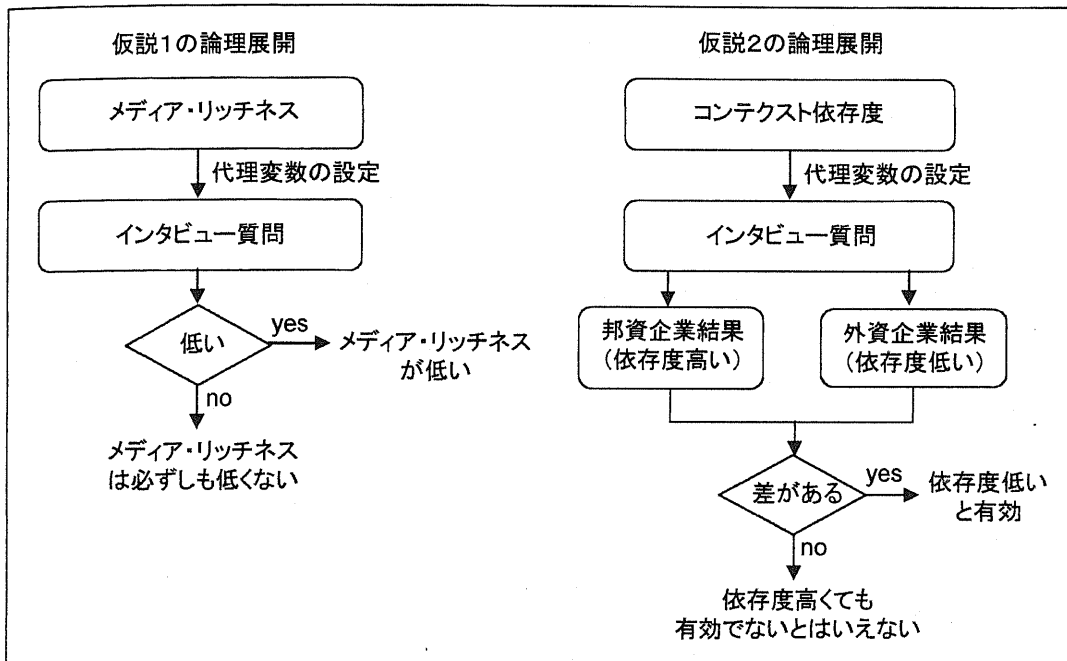 仮説1の論理展開
メディア・リッチネス
代理変数の設定
インタビュー質問
低い
yes
メディア・リッチネス
が低い
no
メディア・リッチネス
は必ずしも低くない
仮説2の論理展開
コンテクスト依存度
代理変数の設定
インタビュー質問
邦資企業結果
(依存度高い)
外資企業結果
(依存度低い)
差がある
yes
依存度低い
と有効
no
依存度高くても
有効でないとはいえない